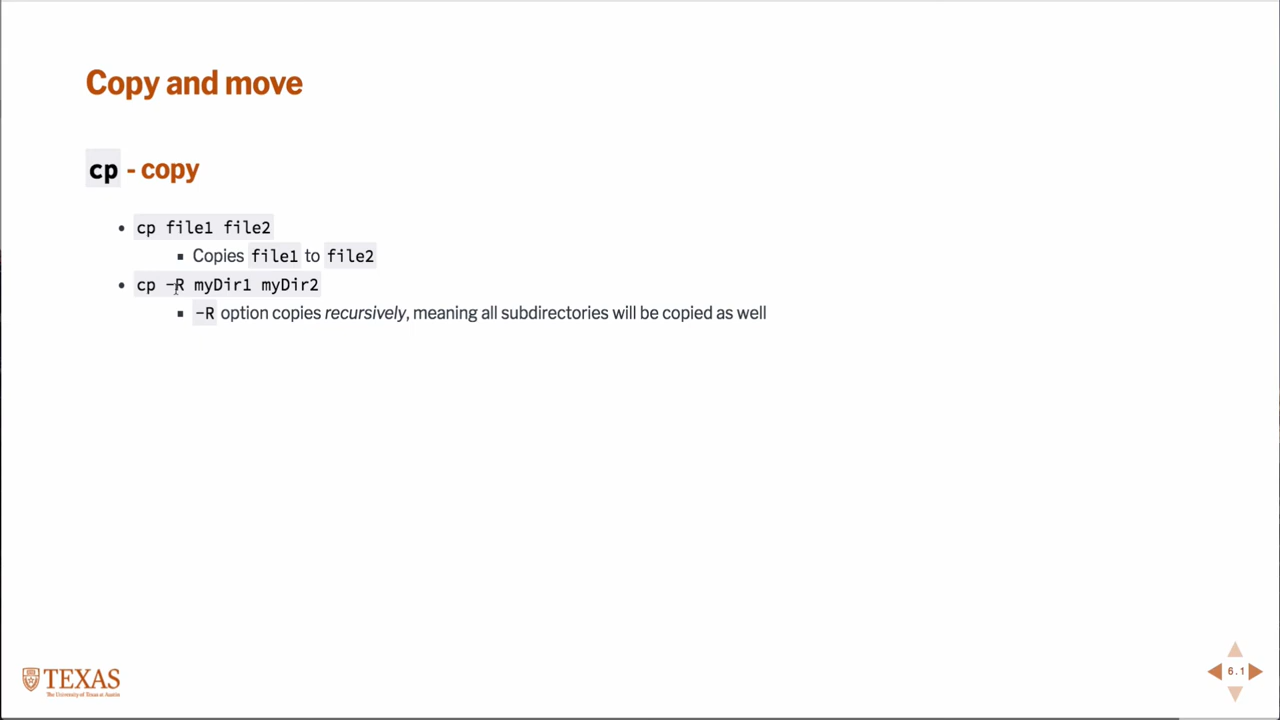 Copy and move
cp - copy
• cp file1 file2
▪ Copies file1 to file2
• cp -R myDir1 myDir2
▪ -R option copies recursively, meaning all subdirectories will be copied as well
TEXAS
The University of Texas at Austin
6.1